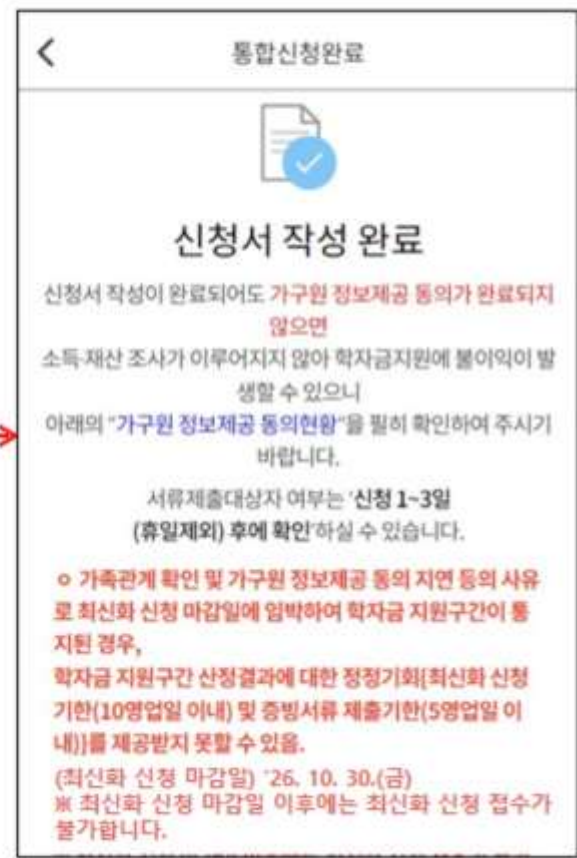 통합신청완료
신청서 작성 완료
신청서 작성이 완료되어도 가구원 정보제공 동의가 완료되지
않으면
소득·재산 조사가 이루어지지 않아 학자금지원에 불이익이 발
생할 수 있으니
아래의 "가구원 정보제공 동의현황"을 필히 확인하여 주시기
바랍니다.
서류제출대상자 여부는 '신청 1~3일
(휴일제외) 후에 확인'하실 수 있습니다.
ㅇ 가족관계 확인 및 가구원 정보제공 동의 지연 등의 사유
로 최신화 신청 마감일에 임박하여 학자금 지원구간이 통
지된 경우,
학자금 지원구간 산정결과에 대한 정정기회{최신화 신청
기한(10영업일 이내) 및 증빙서류 제출기한(5영업일 이
내)}를 제공받지 못할 수 있음.
(최신화 신청 마감일) '26. 10. 30.(금)
※ 최신화 신청 마감일 이후에는 최신화 신청 접수가
불가합니다.